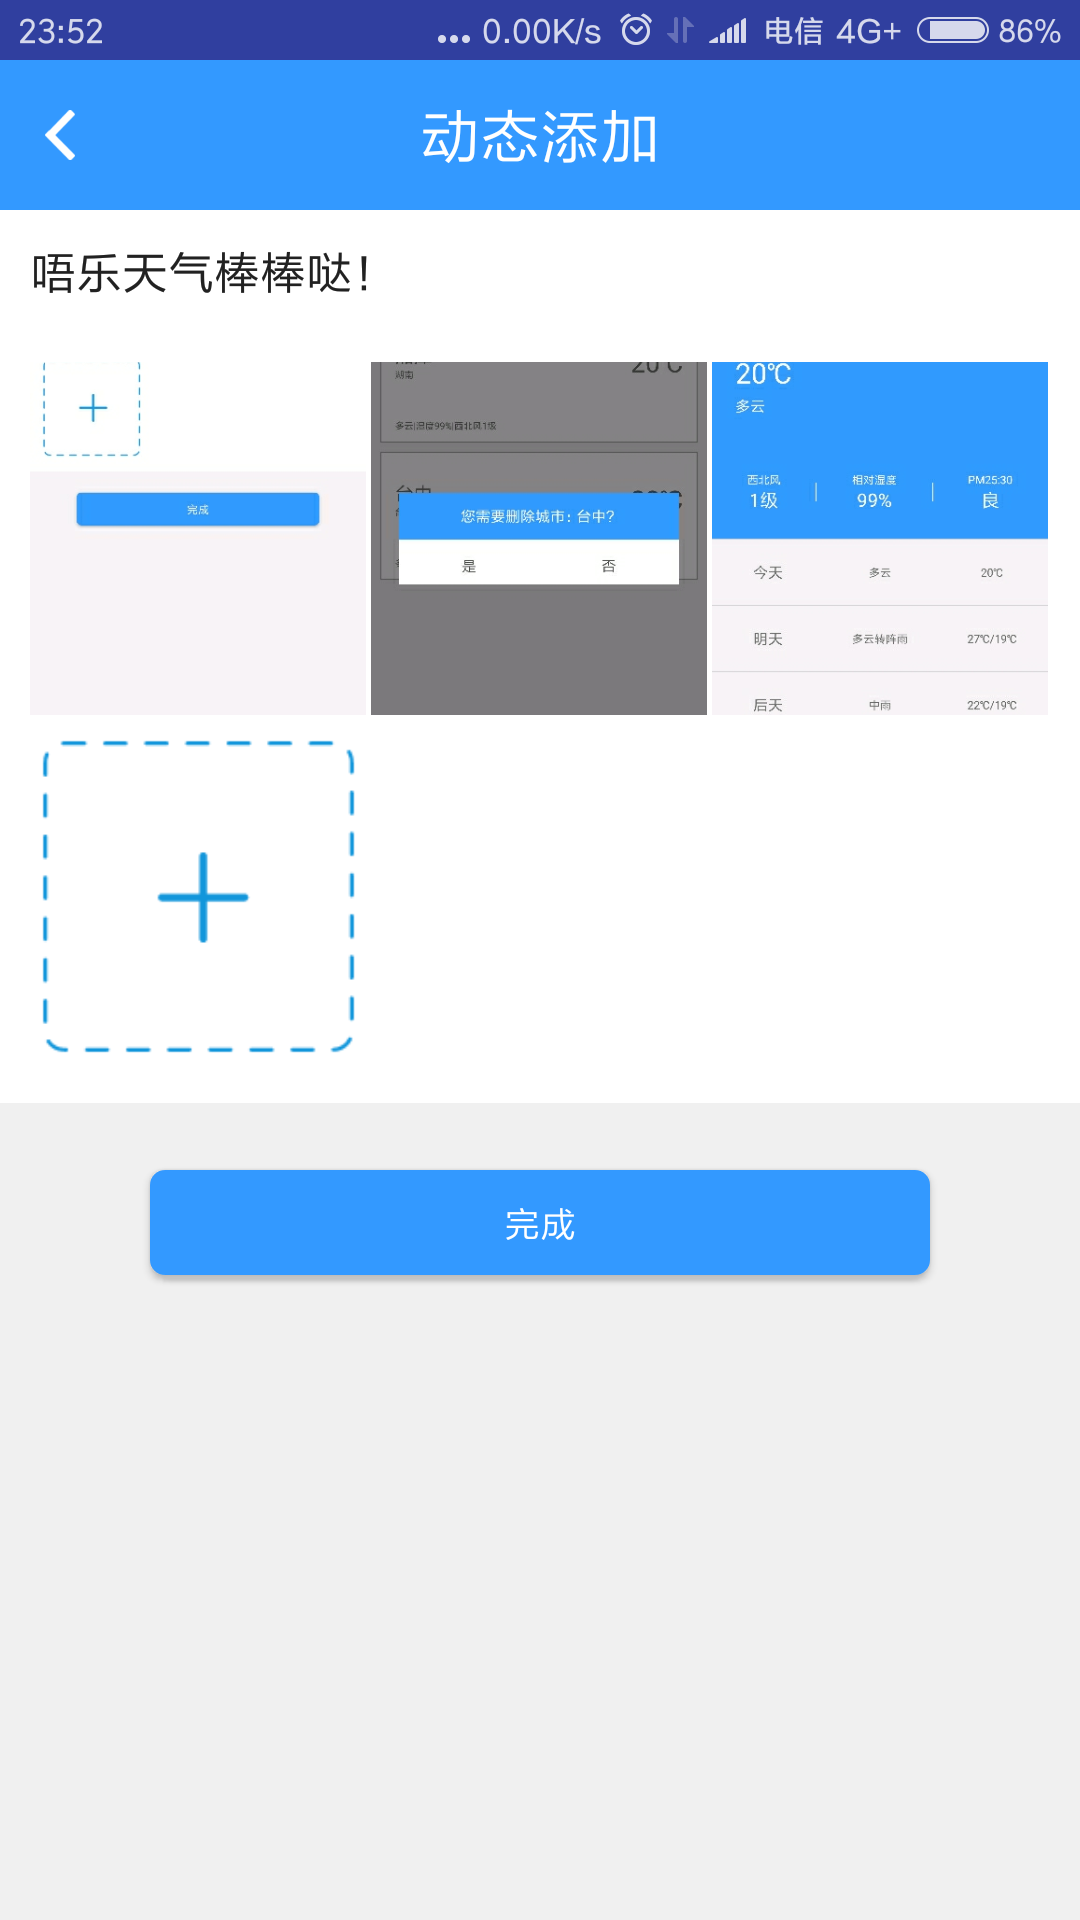 23:52 ... 0.00K/s 电信 4G+ 86%
动态添加
唔乐天气棒棒哒！
完成
湖南
20℃
多云|湿度99%|西北风1级
台中
您需要删除城市：台中？
是 否
20℃
多云
西北风 相对湿度 PM25:30
1级 99% 良
今天 多云 20℃
明天 多云转阵雨 27℃/19℃
后天 中雨 22℃/19℃
完成